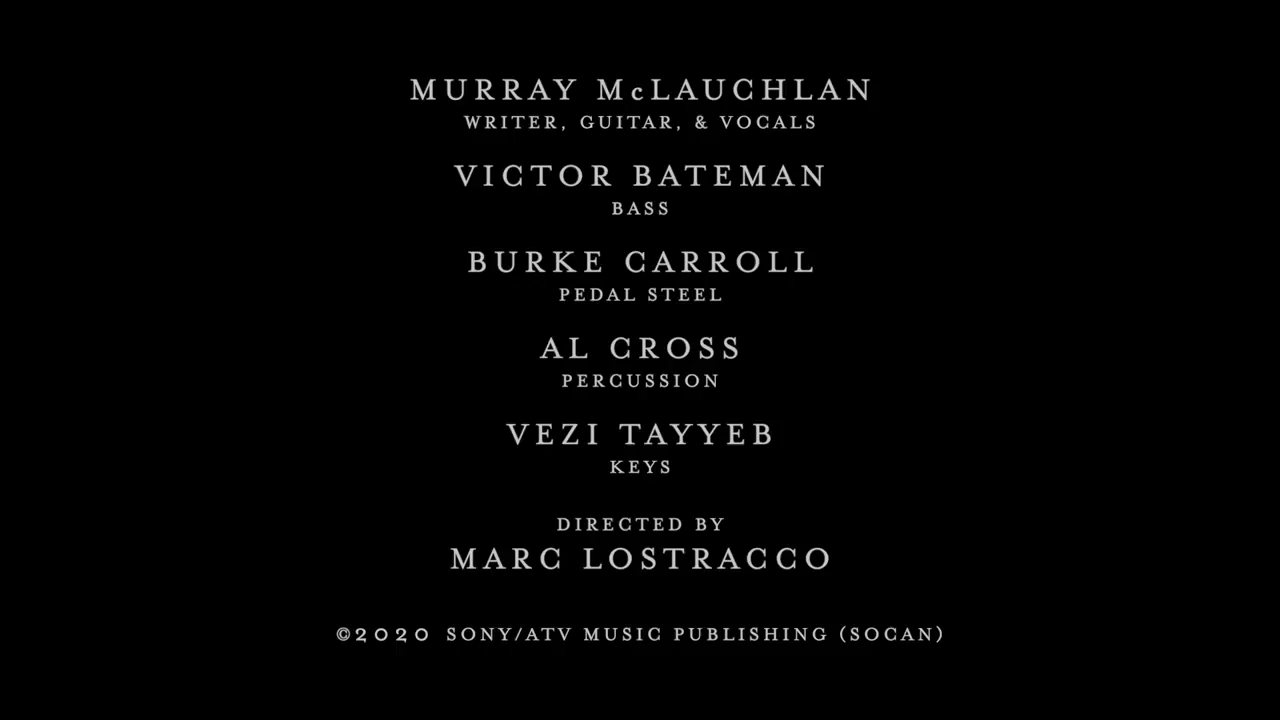 MURRAY McLAUCHLAN
WRITER, GUITAR, & VOCALS
VICTOR BATEMAN
BASS
BURKE CARROLL
PEDAL STEEL
AL CROSS
PERCUSSION
VEZI TAYYEB
KEYS
DIRECTED BY
MARC LOSTRACCO
©2020 SONY/ATV MUSIC PUBLISHING (SOCAN)